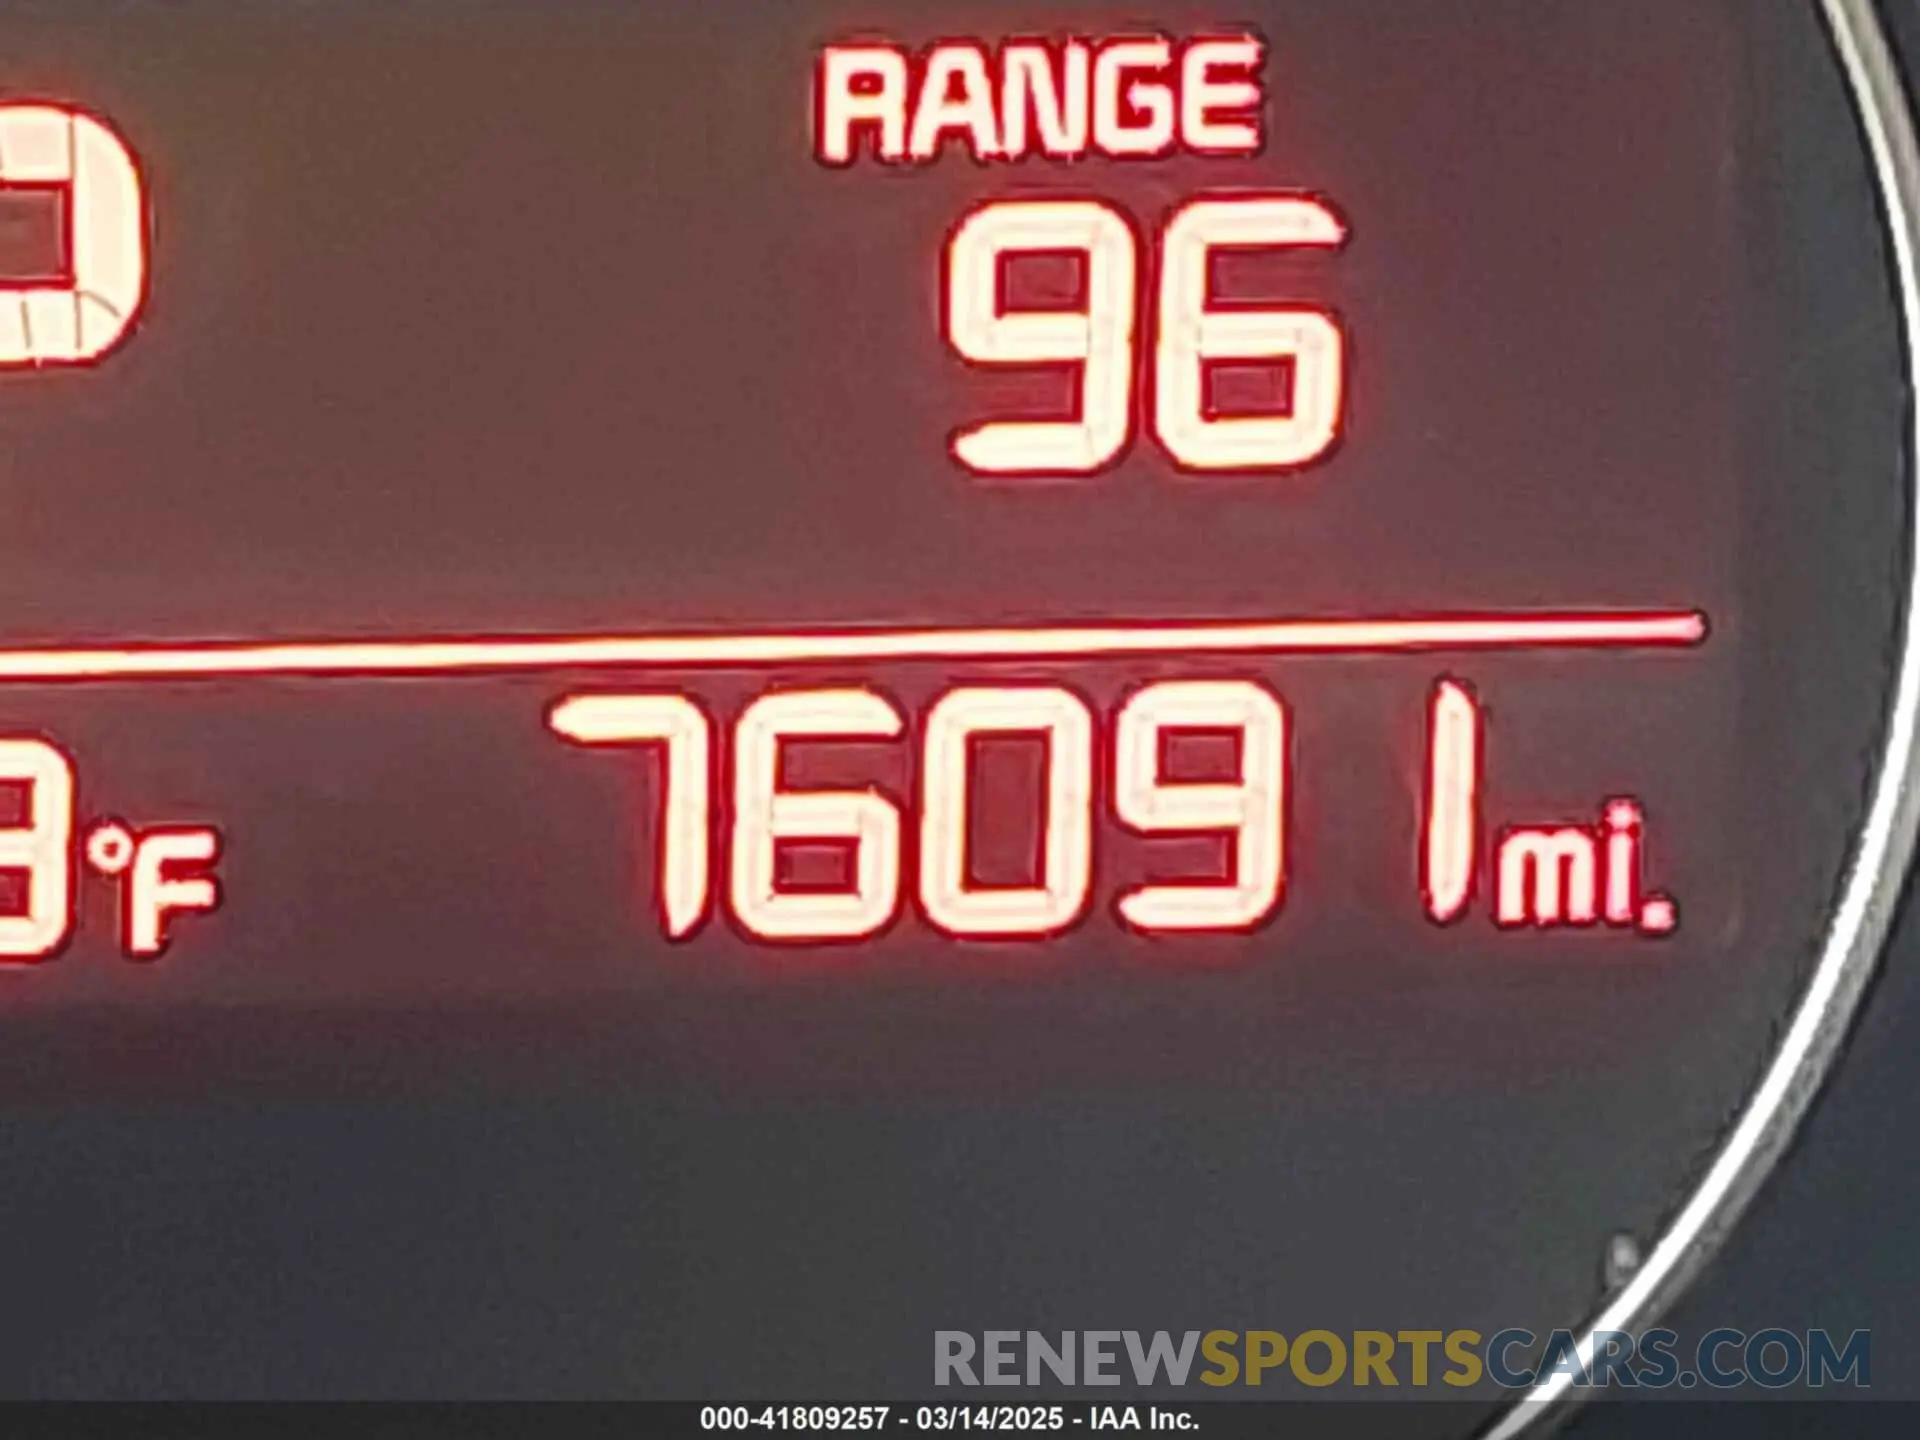 RANGE
96
°F
76091 mi.
RENEWSPORTSCARS.COM
000-41809257 - 03/14/2025 - IAA Inc.